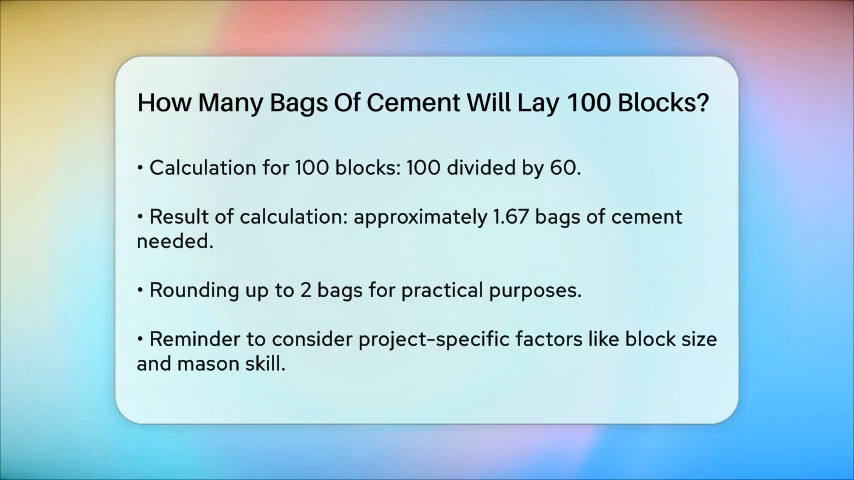 How Many Bags Of Cement Will Lay 100 Blocks?
• Calculation for 100 blocks: 100 divided by 60.
• Result of calculation: approximately 1.67 bags of cement
needed.
• Rounding up to 2 bags for practical purposes.
• Reminder to consider project-specific factors like block size
and mason skill.